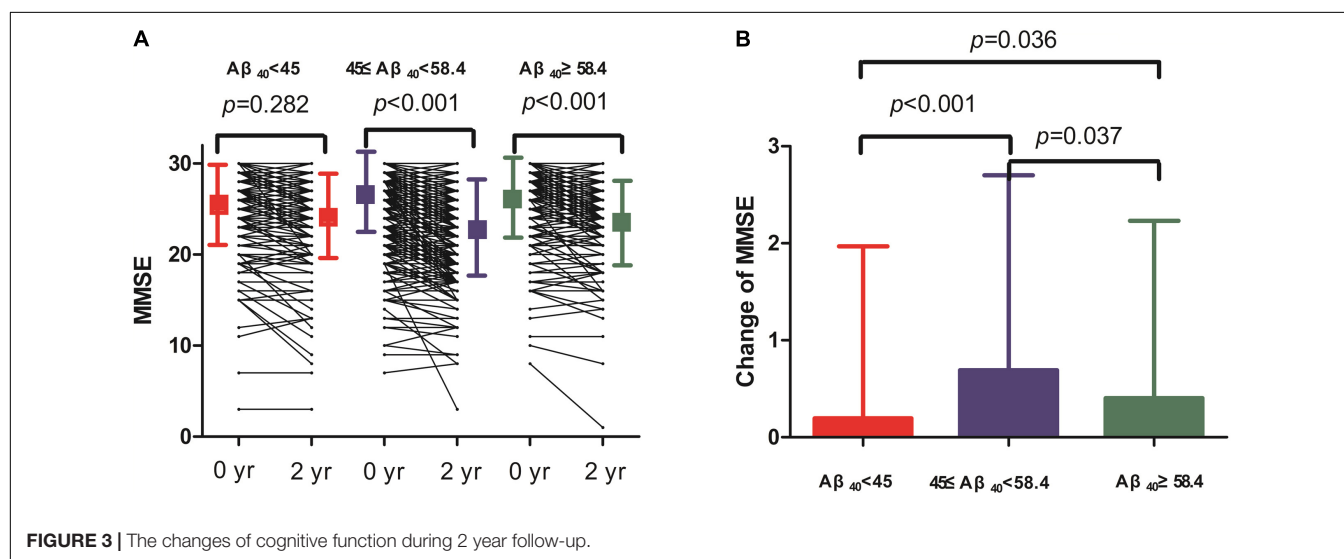 A
Aβ 40<45
45≤ Aβ 40<58.4
Aβ 40≥ 58.4
p=0.282
p<0.001
p<0.001
MMSE
30
20
10
0
0 yr
2 yr
0 yr
2 yr
0 yr
2 yr
B
p=0.036
p<0.001
p=0.037
Change of MMSE
3
2
1
0
Aβ 40<45
45≤ Aβ 40<58.4
Aβ 40≥ 58.4
FIGURE 3 | The changes of cognitive function during 2 year follow-up.